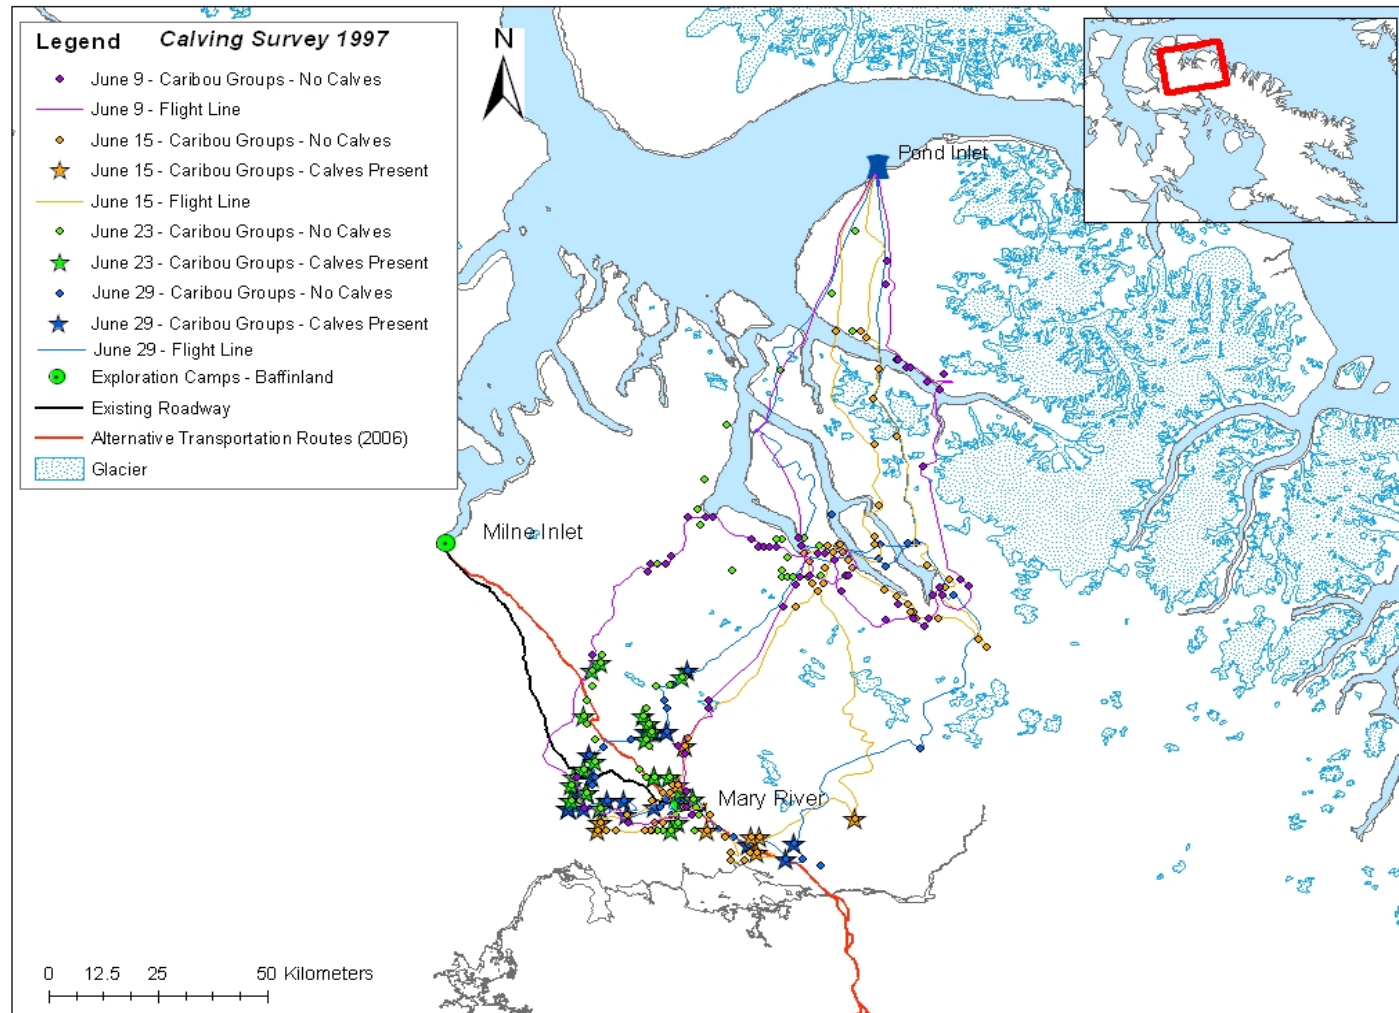 Legend
Calving Survey 1997
June 9 - Caribou Groups - No Calves
June 9 - Flight Line
June 15 - Caribou Groups - No Calves
June 15 - Caribou Groups - Calves Present
June 15 - Flight Line
June 23 - Caribou Groups - No Calves
June 23 - Caribou Groups - Calves Present
June 29 - Caribou Groups - No Calves
June 29 - Caribou Groups - Calves Present
June 29 - Flight Line
Exploration Camps - Baffinland
Existing Roadway
Alternative Transportation Routes (2006)
Glacier
N
Pond Inlet
Milne Inlet
Mary River
0 12.5 25 50 Kilometers